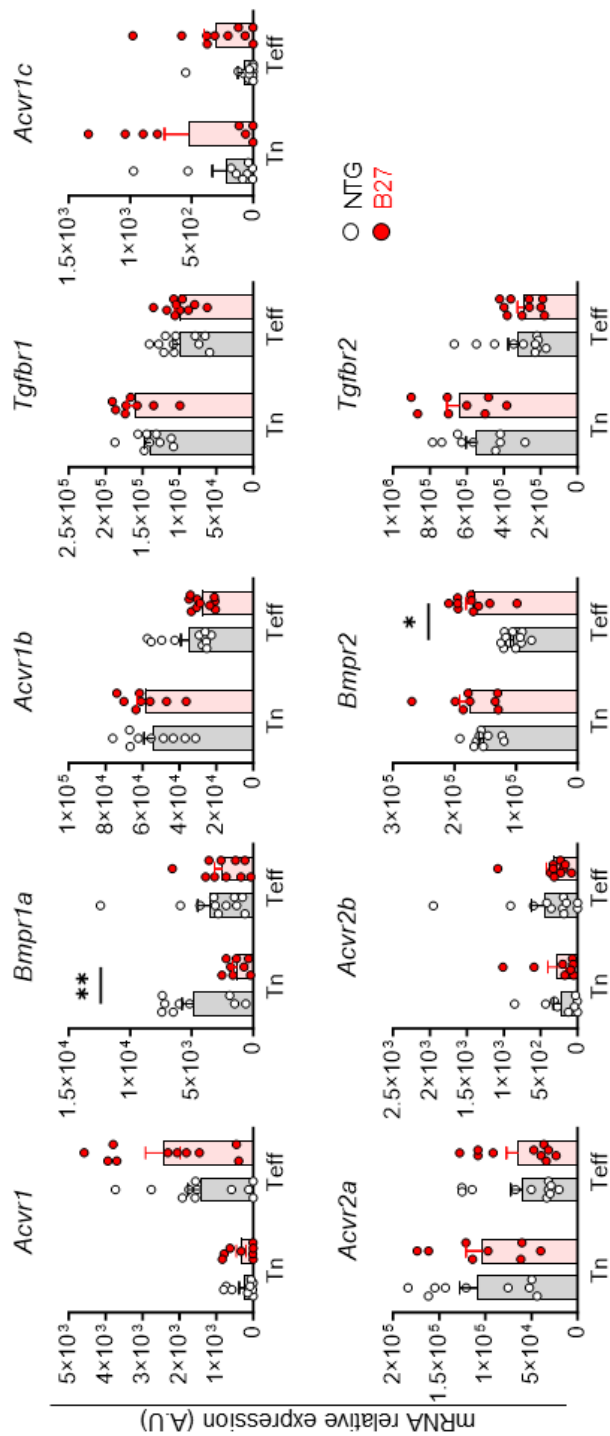 mRNA relative expression (A.U)
Acvr1
5×10³
4×10³
3×10³
2×10³
1×10³
0
Tn Teff
Bmpr1a
**
1.5×10⁴
1×10⁴
5×10³
0
Tn Teff
Acvr1b
1×10⁵
8×10⁴
6×10⁴
4×10⁴
2×10⁴
0
Tn Teff
Tgfbr1
2.5×10⁵
2×10⁵
1.5×10⁵
1×10⁵
5×10⁴
0
Tn Teff
Acvr1c
1.5×10³
1×10³
5×10²
0
Tn Teff
Acvr2a
2×10⁵
1.5×10⁵
1×10⁵
5×10⁴
0
Tn Teff
Acvr2b
2.5×10³
2×10³
1.5×10³
1×10³
5×10²
0
Tn Teff
Bmpr2
*
3×10⁵
2×10⁵
1×10⁵
0
Tn Teff
Tgfbr2
1×10⁶
8×10⁵
6×10⁵
4×10⁵
2×10⁵
0
Tn Teff
NTG
B27